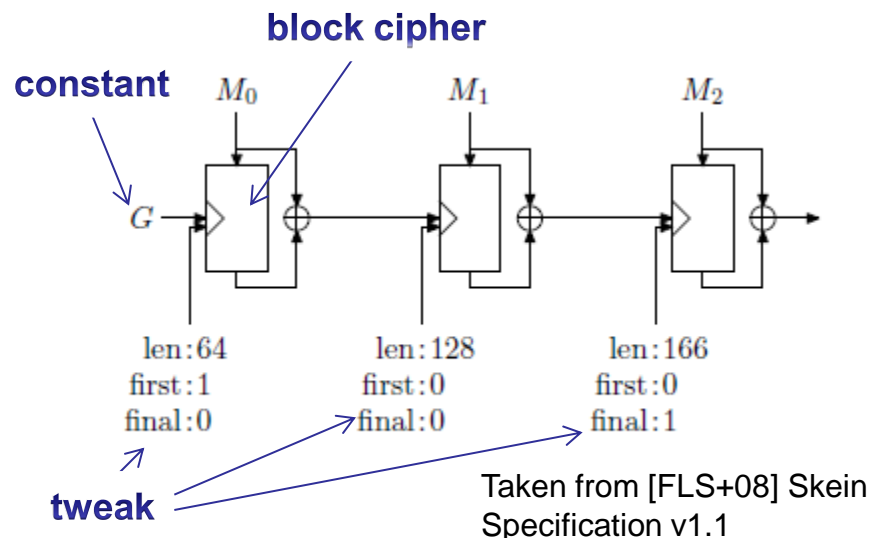 block cipher
constant
M₀ M₁ M₂
G
len:64 len:128 len:166
first:1 first:0 first:0
final:0 final:0 final:1
tweak
Taken from [FLS+08] Skein
Specification v1.1